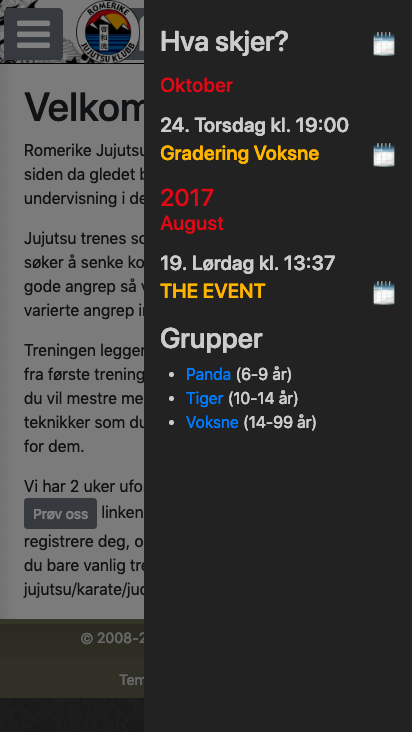 ROMERIKE
JUJUTSU KLUBB
Hva skjer?
Oktober
24. Torsdag kl. 19:00
Gradering Voksne
2017
August
19. Lørdag kl. 13:37
THE EVENT
Grupper
Panda (6-9 år)
Tiger (10-14 år)
Voksne (14-99 år)
Velkom
Romerike Jujutsu
siden da gledet b
undervisning i de
Jujutsu trenes so
søker å senke ko
gode angrep så v
varierte angrep i
Treningen legger
fra første trening
du vil mestre me
teknikker som du
for dem.
Vi har 2 uker ufo
Prøv oss linken
registrere deg, o
du bare vanlig tre
jujutsu/karate/jud
© 2008-2
Tem